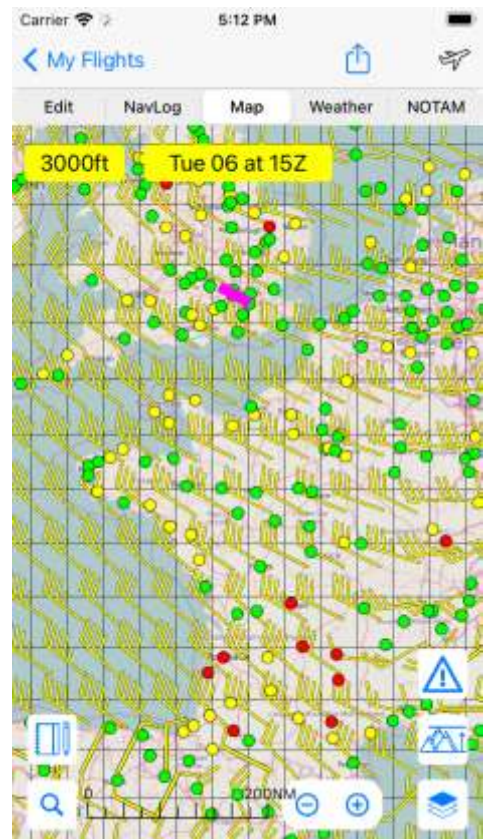 Carrier
5:12 PM
My Flights
Edit NavLog Map Weather NOTAM
3000ft Tue 06 at 15Z
0 200NM